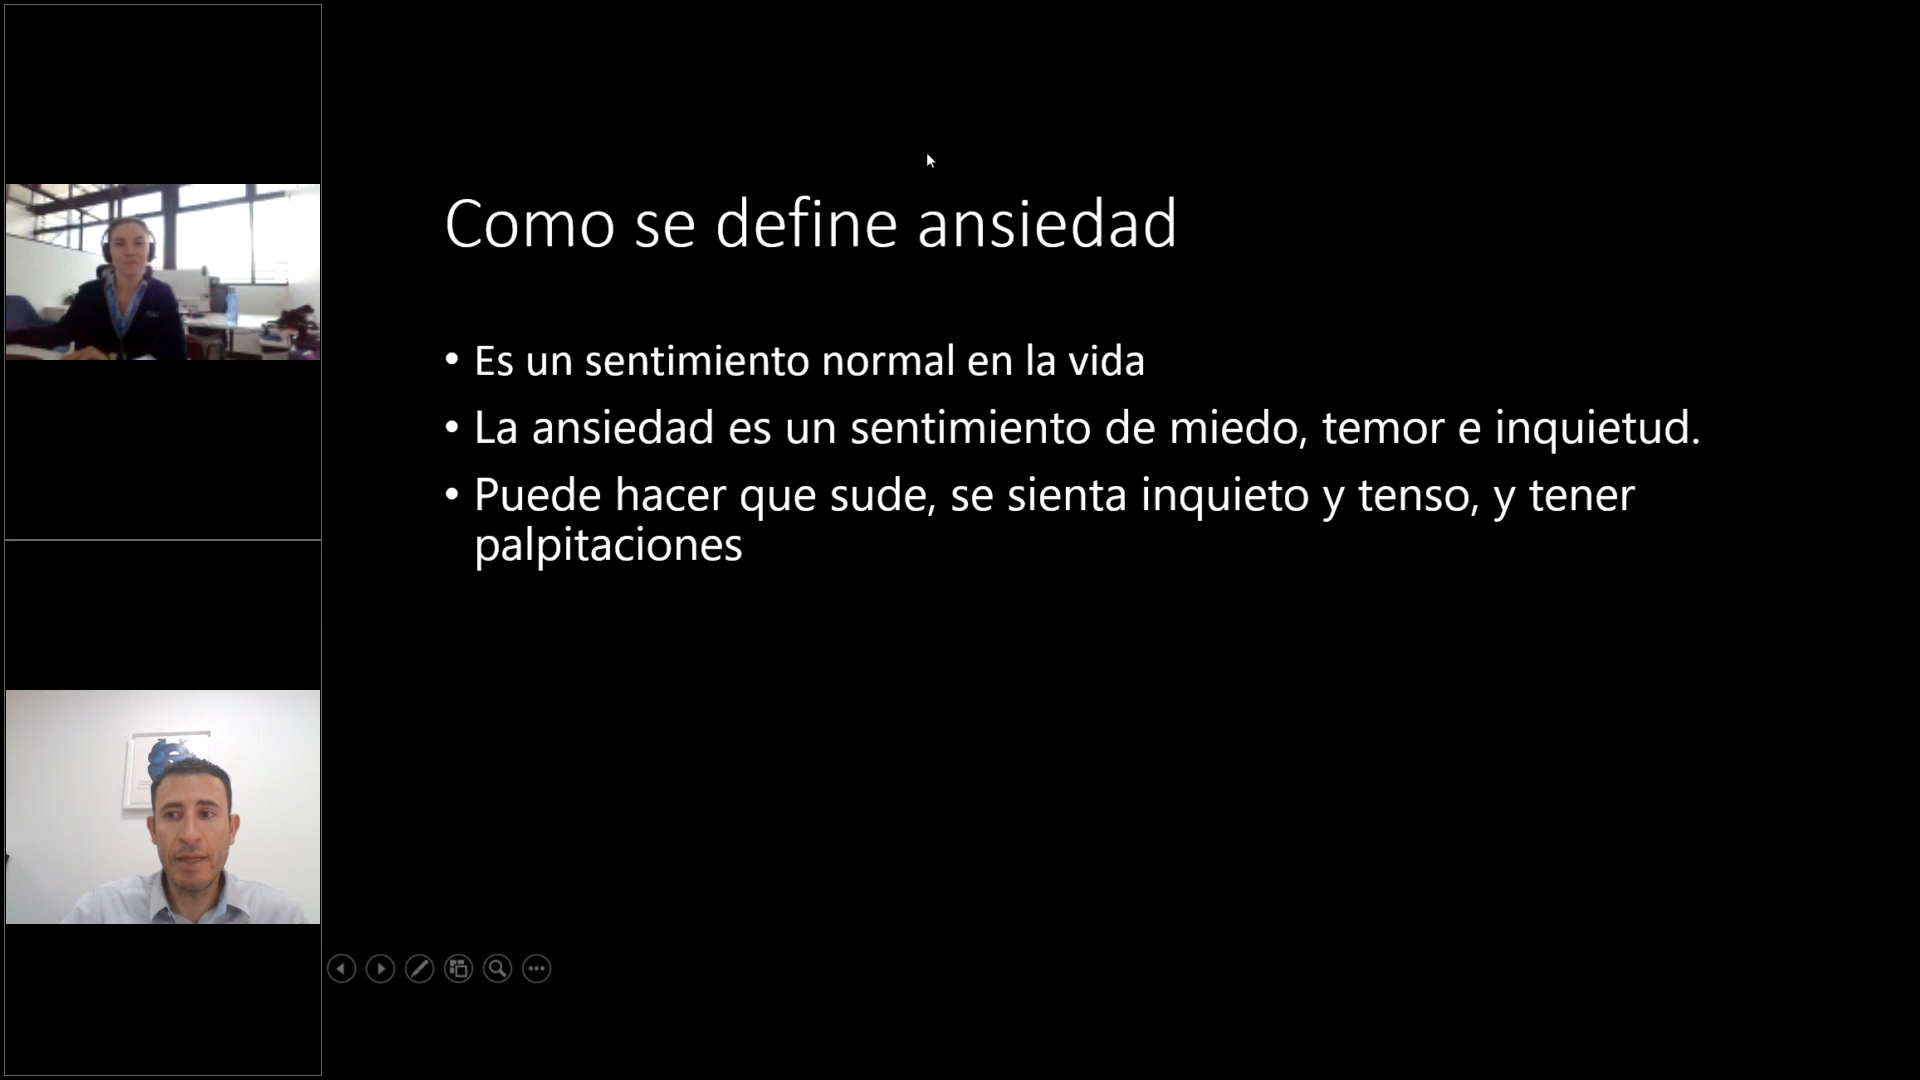 Como se define ansiedad
• Es un sentimiento normal en la vida
• La ansiedad es un sentimiento de miedo, temor e inquietud.
• Puede hacer que sude, se sienta inquieto y tenso, y tener
palpitaciones